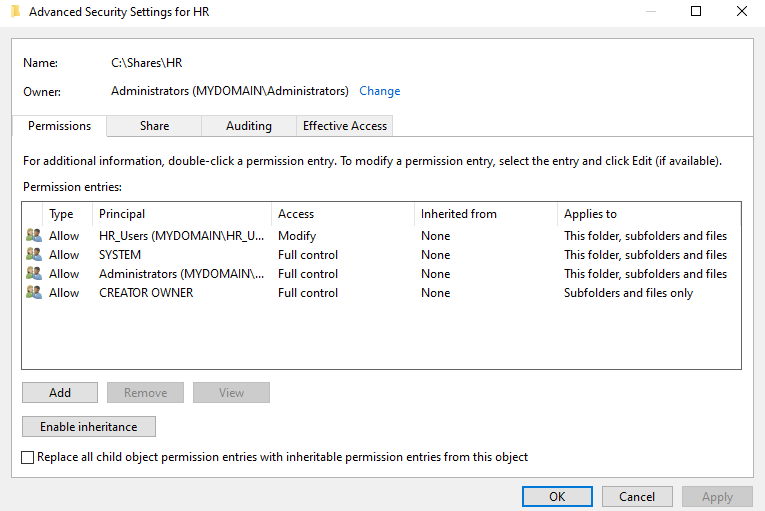 Advanced Security Settings for HR
Name: C:\Shares\HR
Owner: Administrators (MYDOMAIN\Administrators) Change
Permissions Share Auditing Effective Access
For additional information, double-click a permission entry. To modify a permission entry, select the entry and click Edit (if available).
Permission entries:
Type Principal Access Inherited from Applies to
Allow HR_Users (MYDOMAIN\HR_U... Modify None This folder, subfolders and files
Allow SYSTEM Full control None This folder, subfolders and files
Allow Administrators (MYDOMAIN\... Full control None This folder, subfolders and files
Allow CREATOR OWNER Full control None Subfolders and files only
Add Remove View
Enable inheritance
Replace all child object permission entries with inheritable permission entries from this object
OK Cancel Apply